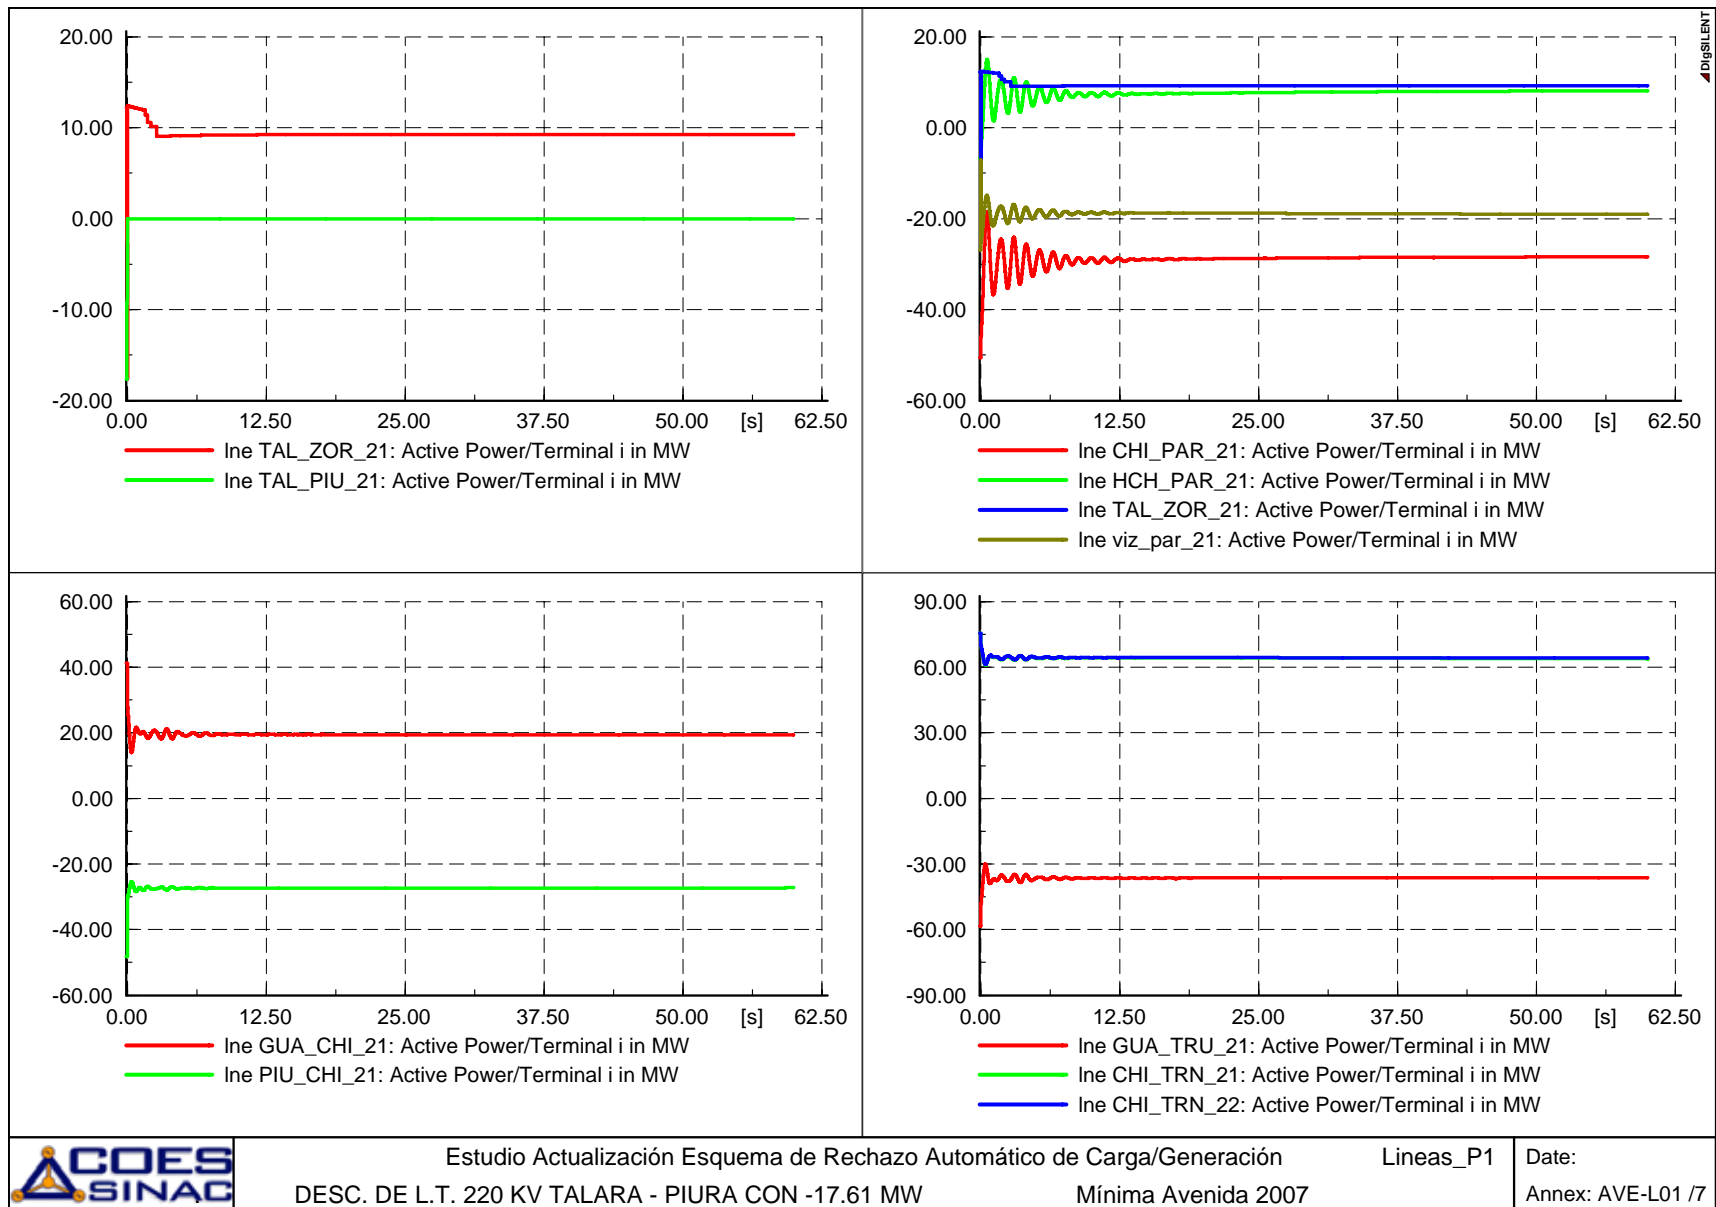 DIgSILENT
20.00
10.00
0.00
-10.00
-20.00
0.00 12.50 25.00 37.50 50.00 [s] 62.50
lne TAL_ZOR_21: Active Power/Terminal i in MW
lne TAL_PIU_21: Active Power/Terminal i in MW
20.00
0.00
-20.00
-40.00
-60.00
0.00 12.50 25.00 37.50 50.00 [s] 62.50
lne CHI_PAR_21: Active Power/Terminal i in MW
lne HCH_PAR_21: Active Power/Terminal i in MW
lne TAL_ZOR_21: Active Power/Terminal i in MW
lne viz_par_21: Active Power/Terminal i in MW
60.00
40.00
20.00
0.00
-20.00
-40.00
-60.00
0.00 12.50 25.00 37.50 50.00 [s] 62.50
lne GUA_CHI_21: Active Power/Terminal i in MW
lne PIU_CHI_21: Active Power/Terminal i in MW
90.00
60.00
30.00
0.00
-30.00
-60.00
-90.00
0.00 12.50 25.00 37.50 50.00 [s] 62.50
lne GUA_TRU_21: Active Power/Terminal i in MW
lne CHI_TRN_21: Active Power/Terminal i in MW
lne CHI_TRN_22: Active Power/Terminal i in MW
COES
SINAC
Estudio Actualización Esquema de Rechazo Automático de Carga/Generación Lineas_P1
DESC. DE L.T. 220 KV TALARA - PIURA CON -17.61 MW Mínima Avenida 2007
Date:
Annex: AVE-L01 /7